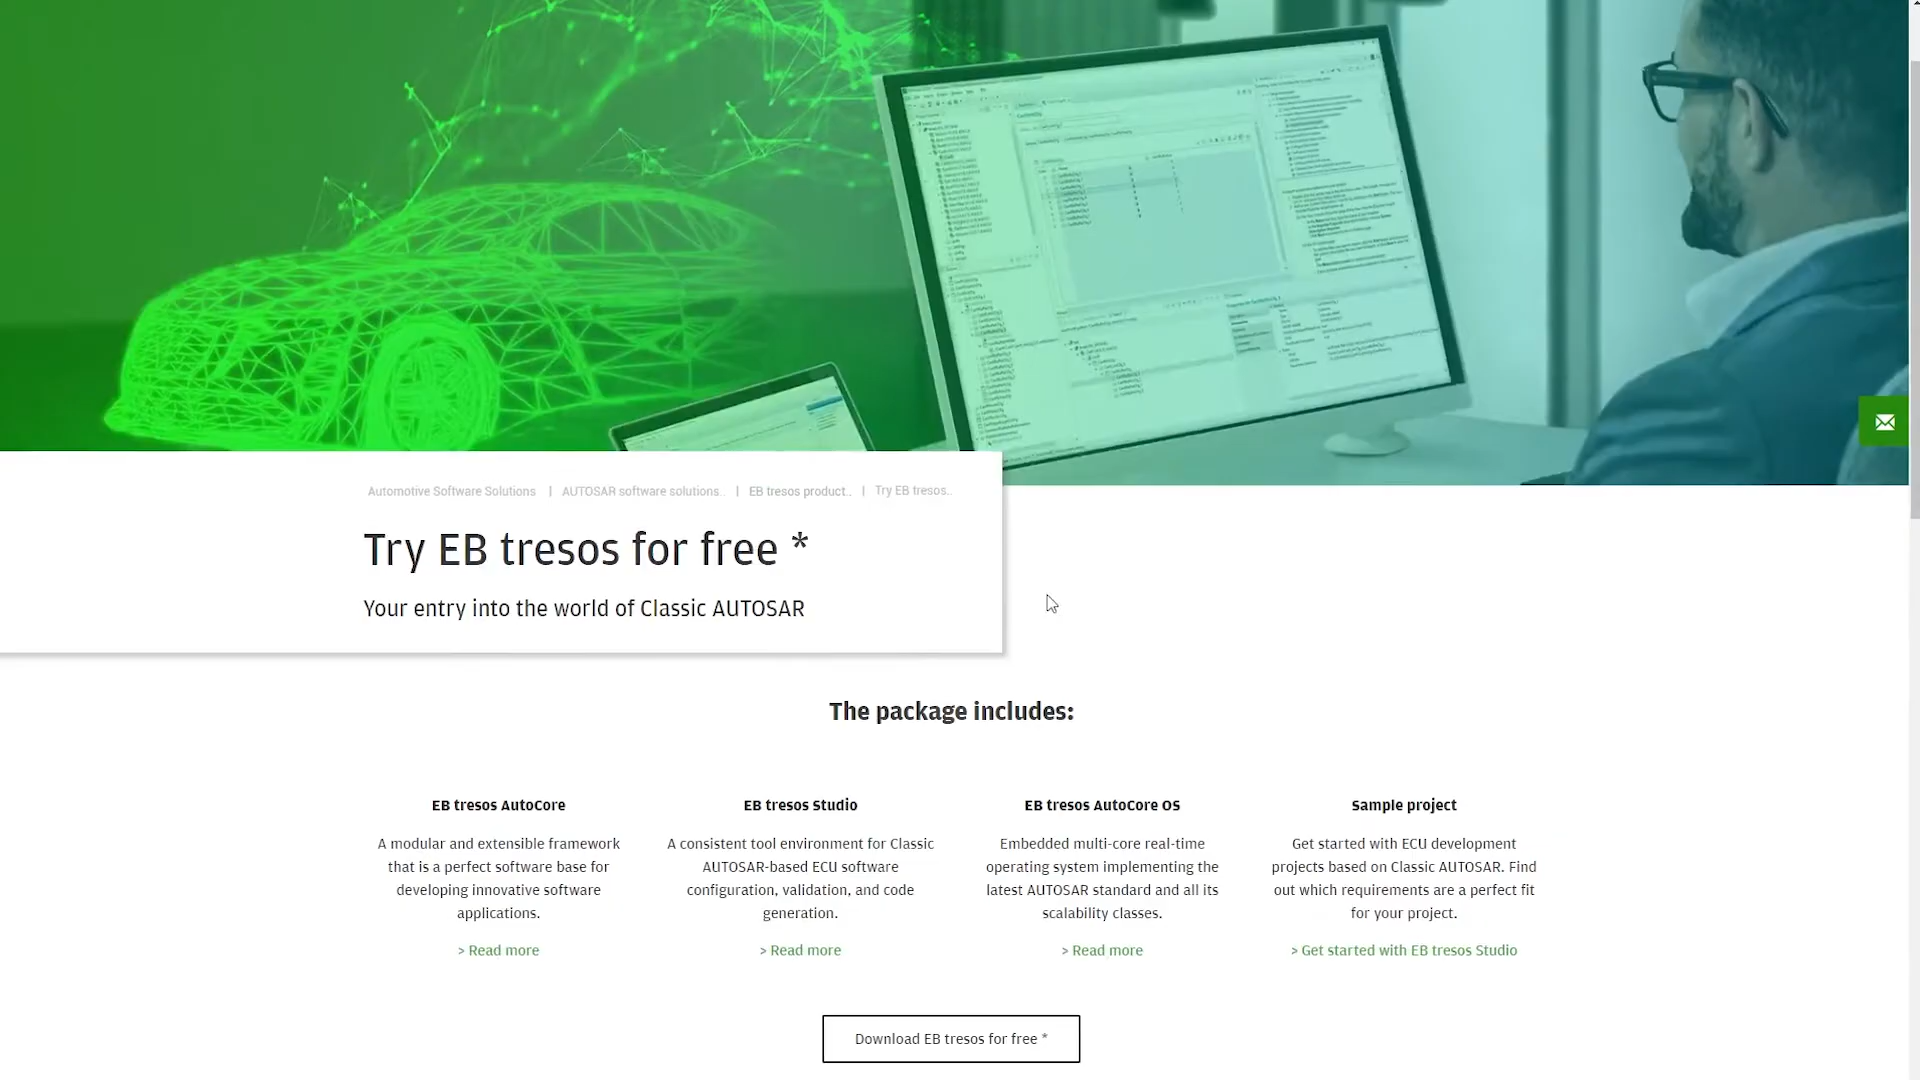 Automotive Software Solutions | AUTOSAR software solutions.. | EB tresos product.. | Try EB tresos..
Try EB tresos for free *
Your entry into the world of Classic AUTOSAR
The package includes:
EB tresos AutoCore
A modular and extensible framework
that is a perfect software base for
developing innovative software
applications.
> Read more
EB tresos Studio
A consistent tool environment for Classic
AUTOSAR-based ECU software
configuration, validation, and code
generation.
> Read more
EB tresos AutoCore OS
Embedded multi-core real-time
operating system implementing the
latest AUTOSAR standard and all its
scalability classes.
> Read more
Sample project
Get started with ECU development
projects based on Classic AUTOSAR. Find
out which requirements are a perfect fit
for your project.
> Get started with EB tresos Studio
Download EB tresos for free *